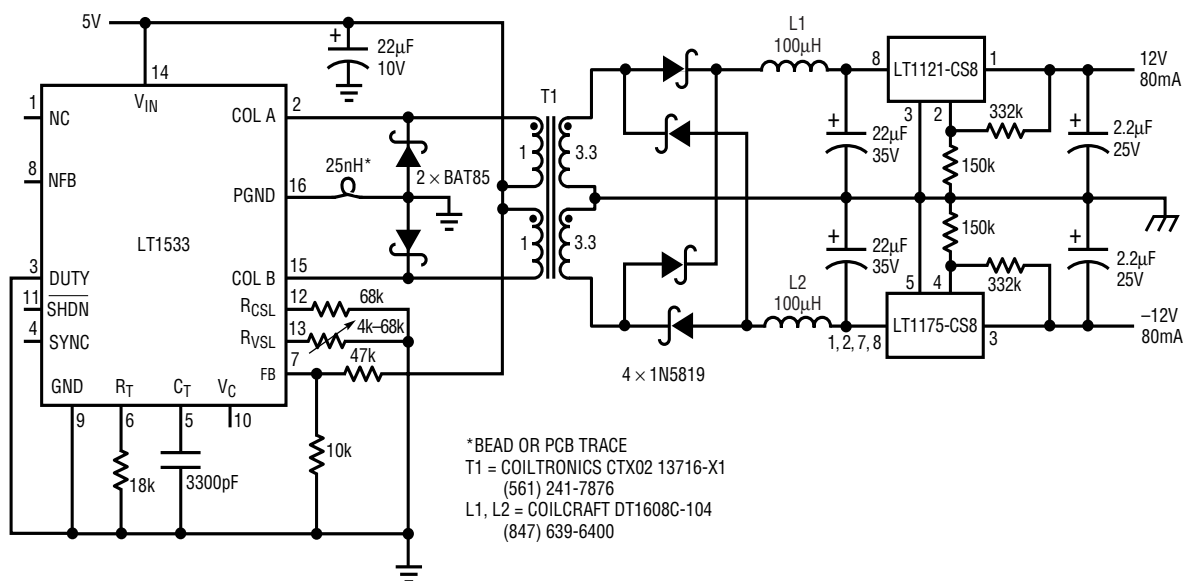 5V
22µF
10V
14
VIN
1
NC
COL A
2
8
NFB
25nH*
PGND
16
2 × BAT85
LT1533
3
DUTY
COL B
15
11
SHDN
RCSL
12
68k
4
SYNC
RVSL
13
4k–68k
7
FB
47k
GND
RT
CT
VC
9
6
5
10
18k
3300pF
10k
T1
1
3.3
1
3.3
L1
100µH
8
LT1121-CS8
1
12V
80mA
3
2
332k
22µF
35V
150k
2.2µF
25V
22µF
35V
150k
2.2µF
25V
L2
100µH
5
4
332k
1, 2, 7, 8
LT1175-CS8
3
–12V
80mA
4 × 1N5819
*BEAD OR PCB TRACE
T1 = COILTRONICS CTX02 13716-X1
(561) 241-7876
L1, L2 = COILCRAFT DT1608C-104
(847) 639-6400